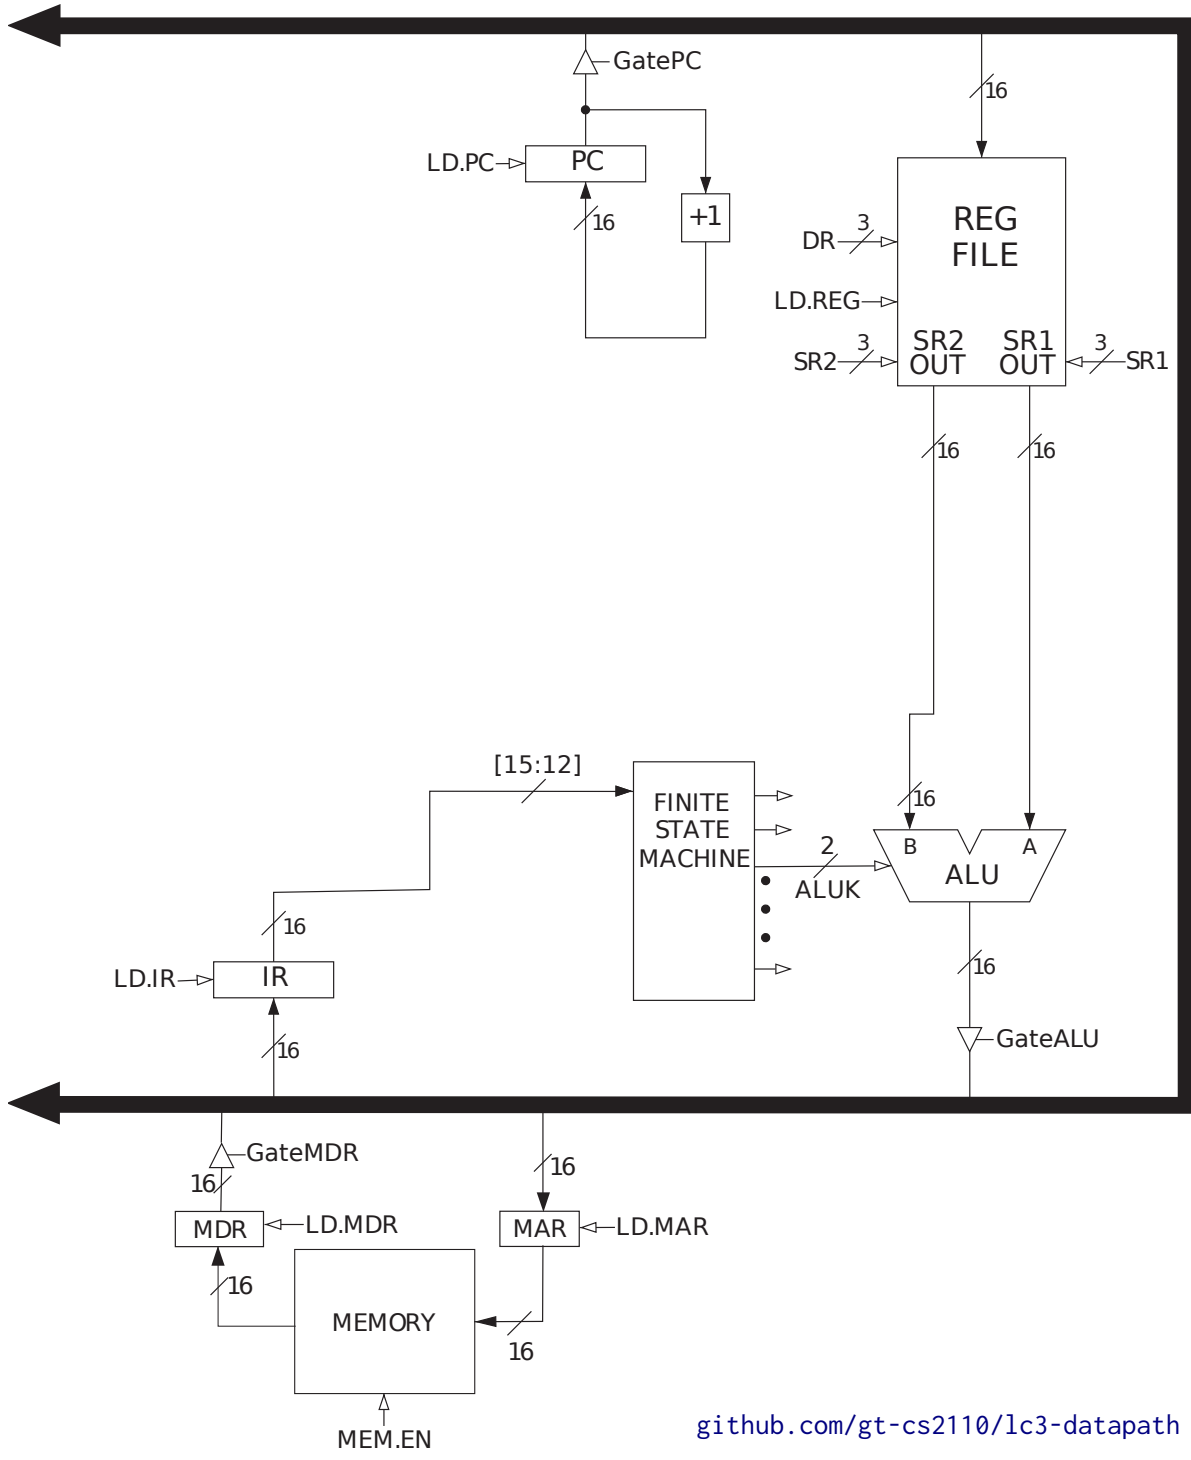 GatePC
16
LD.PC
PC
+1
16
REG
FILE
3
DR
LD.REG
3
SR2
SR2
OUT
SR1
OUT
3
SR1
16
16
[15:12]
FINITE
STATE
MACHINE
2
ALUK
16
B
A
ALU
16
LD.IR
IR
16
16
GateALU
GateMDR
16
16
MDR
LD.MDR
MAR
LD.MAR
16
MEMORY
16
MEM.EN
github.com/gt-cs2110/lc3-datapath